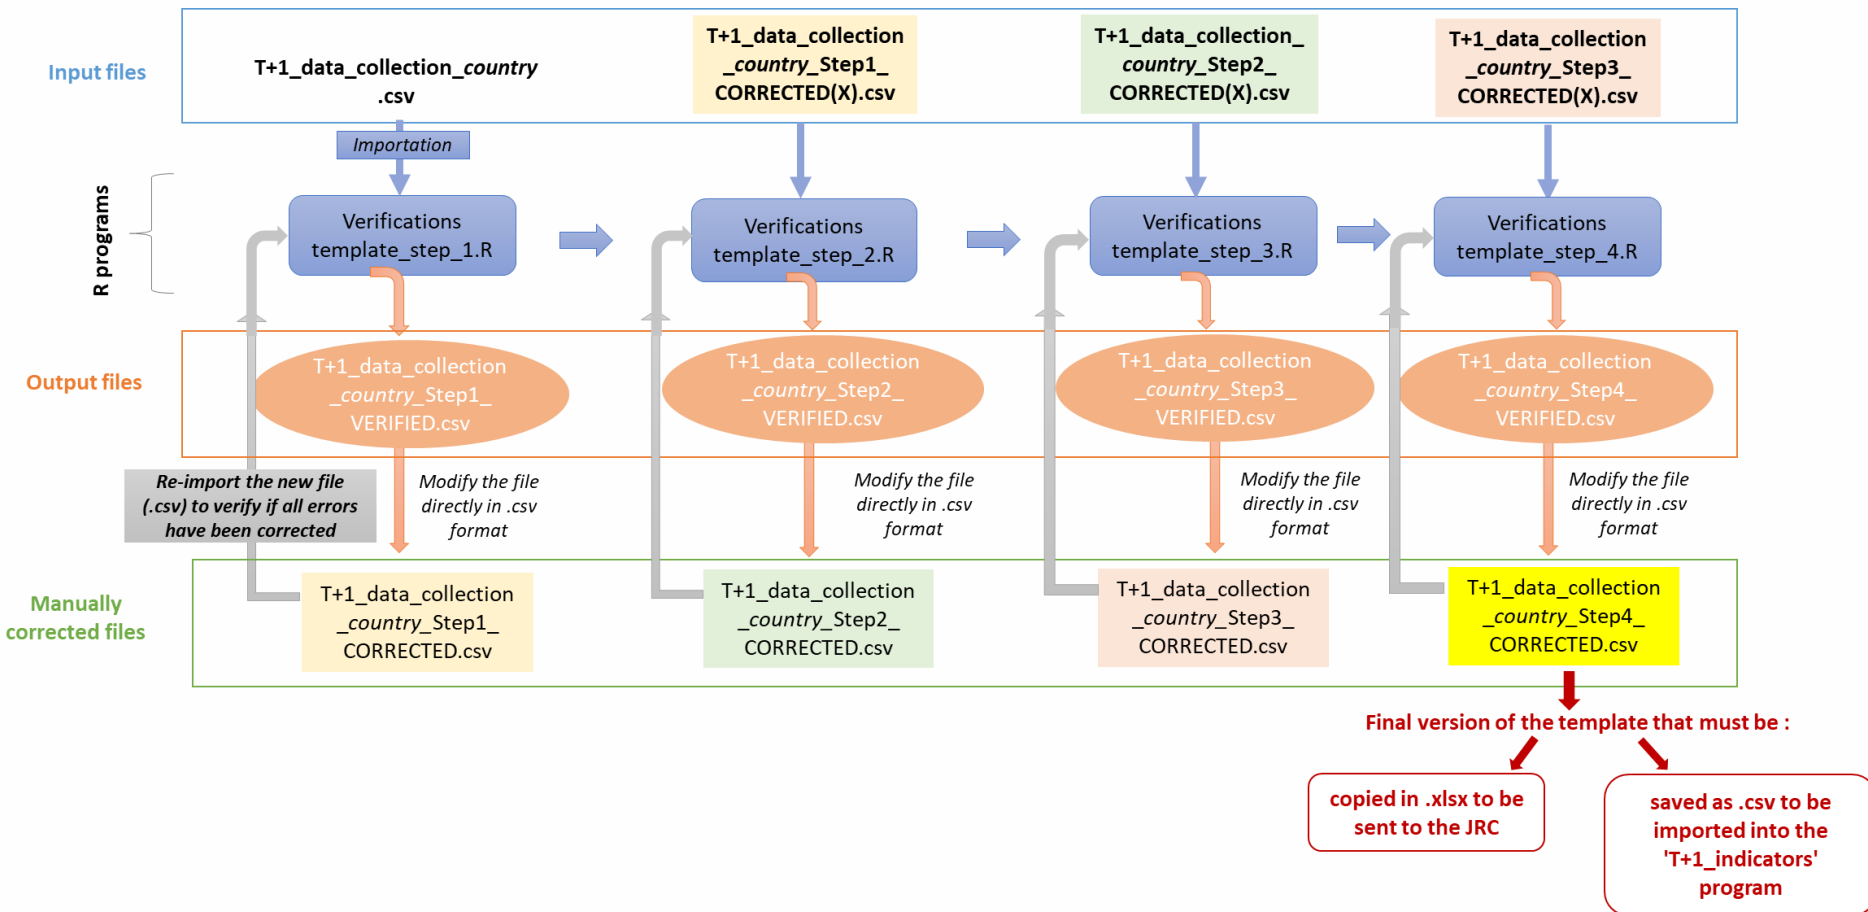 Input files
T+1_data_collection_country
.csv
T+1_data_collection
_country_Step1_
CORRECTED(X).csv
T+1_data_collection_
country_Step2_
CORRECTED(X).csv
T+1_data_collection
_country_Step3_
CORRECTED(X).csv
Importation
R programs
Verifications
template_step_1.R
Verifications
template_step_2.R
Verifications
template_step_3.R
Verifications
template_step_4.R
Output files
T+1_data_collection
_country_Step1_
VERIFIED.csv
T+1_data_collection
_country_Step2_
VERIFIED.csv
T+1_data_collection
_country_Step3_
VERIFIED.csv
T+1_data_collection
_country_Step4_
VERIFIED.csv
Re-import the new file
(.csv) to verify if all errors
have been corrected
Modify the file
directly in .csv
format
Modify the file
directly in .csv
format
Modify the file
directly in .csv
format
Modify the file
directly in .csv
format
Manually
corrected files
T+1_data_collection
_country_Step1_
CORRECTED.csv
T+1_data_collection
_country_Step2_
CORRECTED.csv
T+1_data_collection
_country_Step3_
CORRECTED.csv
T+1_data_collection
_country_Step4_
CORRECTED.csv
Final version of the template that must be :
copied in .xlsx to be
sent to the JRC
saved as .csv to be
imported into the
'T+1_indicators'
program